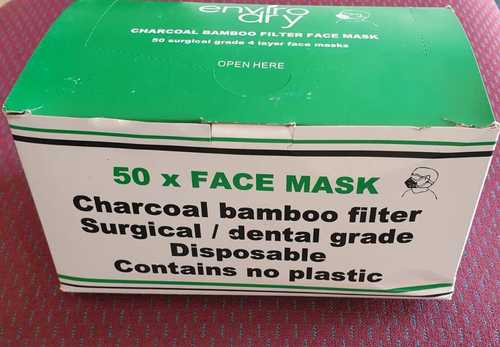 enviro
dry
CHARCOAL BAMBOO FILTER FACE MASK
50 surgical grade 4 layer face masks
OPEN HERE
50 x FACE MASK
Charcoal bamboo filter
Surgical / dental grade
Disposable
Contains no plastic